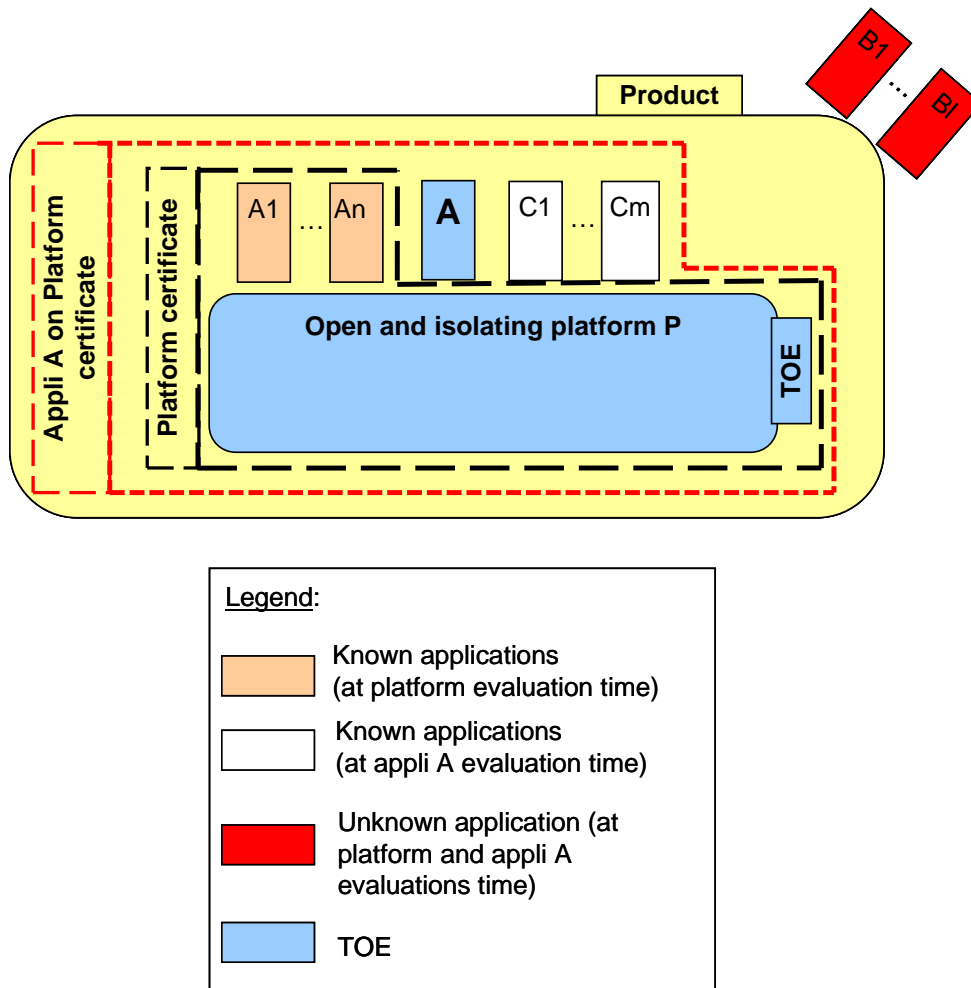 B1
...
Bl
Product
Appli A on Platform
certificate
Platform certificate
A1
...
An
A
C1
...
Cm
Open and isolating platform P
TOE
Legend:
Known applications
(at platform evaluation time)
Known applications
(at appli A evaluation time)
Unknown application (at
platform and appli A
evaluations time)
TOE